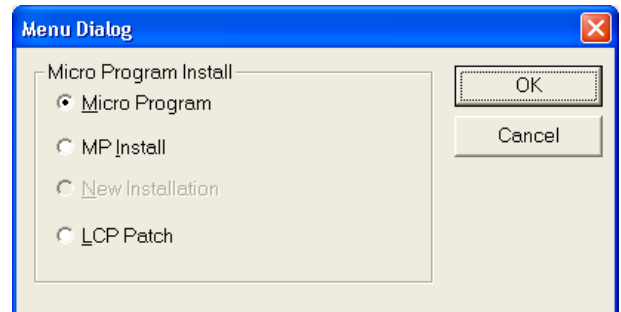 Menu Dialog
Micro Program Install
Micro Program
MP Install
New Installation
LCP Patch
OK
Cancel